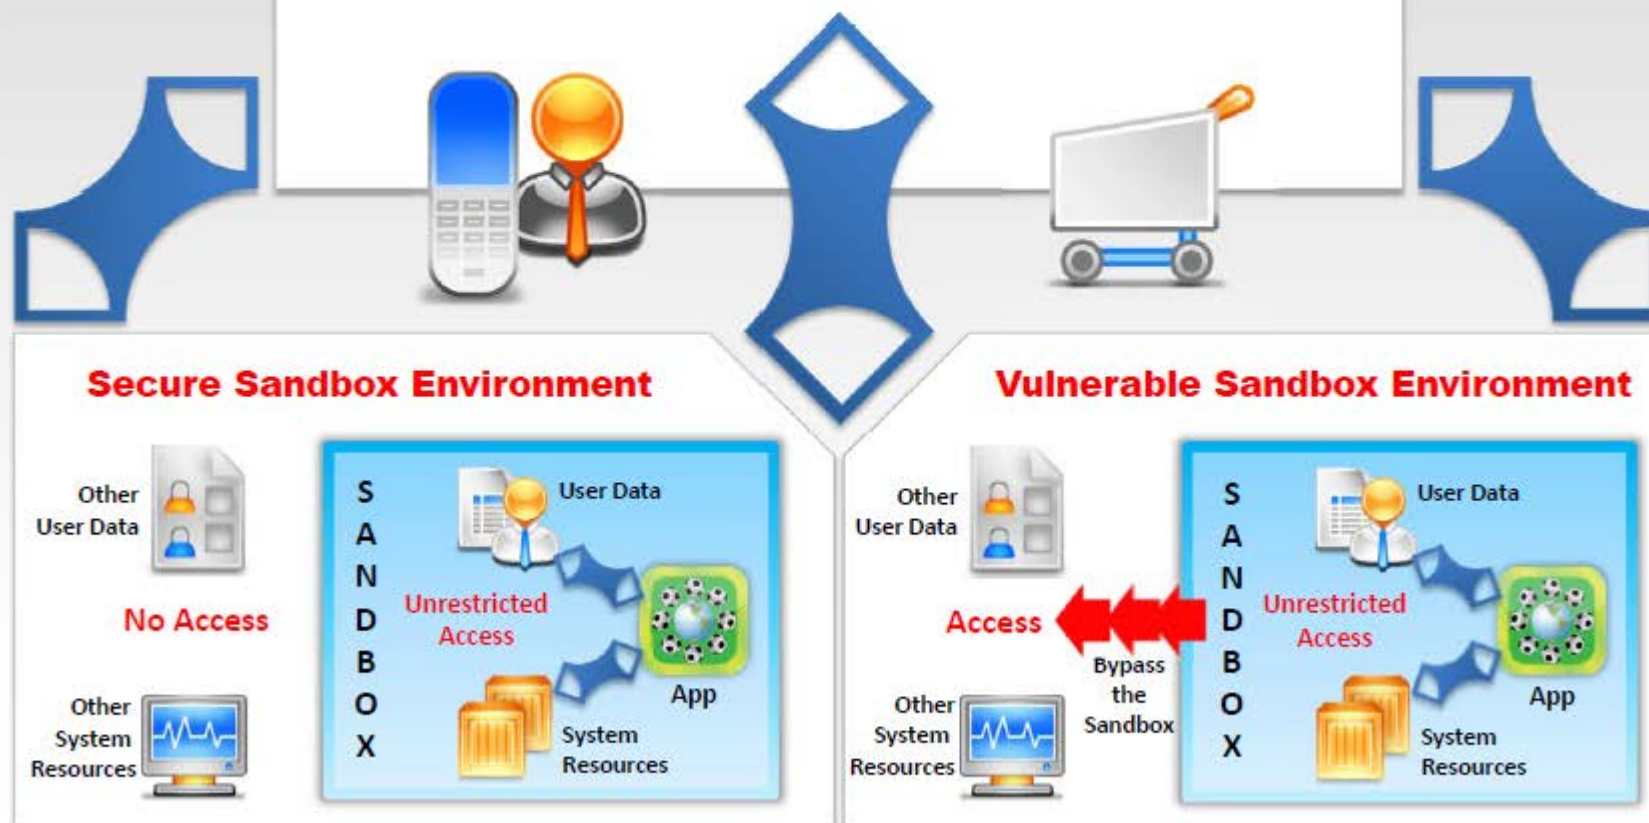 Secure Sandbox Environment
Other
User Data
No Access
Other
System
Resources
S
A
N
D
B
O
X
User Data
Unrestricted
Access
App
System
Resources
Vulnerable Sandbox Environment
Other
User Data
Access
Bypass
the
Sandbox
Other
System
Resources
S
A
N
D
B
O
X
User Data
Unrestricted
Access
App
System
Resources